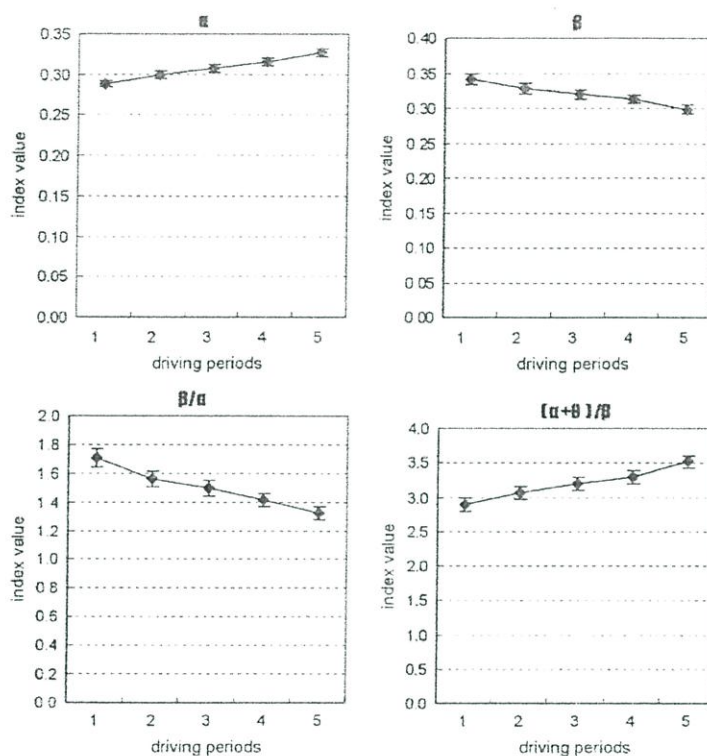 α
0.35
0.30
0.25
0.20
0.15
0.10
0.05
0.00
index value
1 2 3 4 5
driving periods
β
0.40
0.35
0.30
0.25
0.20
0.15
0.10
0.05
0.00
index value
1 2 3 4 5
driving periods
β/α
2.0
1.8
1.6
1.4
1.2
1.0
0.8
0.6
0.4
0.2
0.0
index value
1 2 3 4 5
driving periods
(α+θ)/β
4.0
3.5
3.0
2.5
2.0
1.5
1.0
0.5
0.0
index value
1 2 3 4 5
driving periods